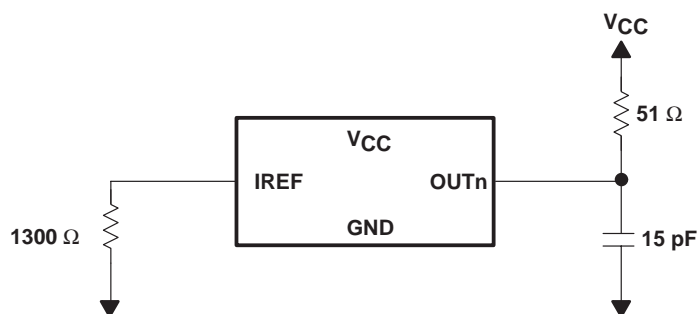 VCC
51 Ω
VCC
IREF
OUTn
1300 Ω
GND
15 pF